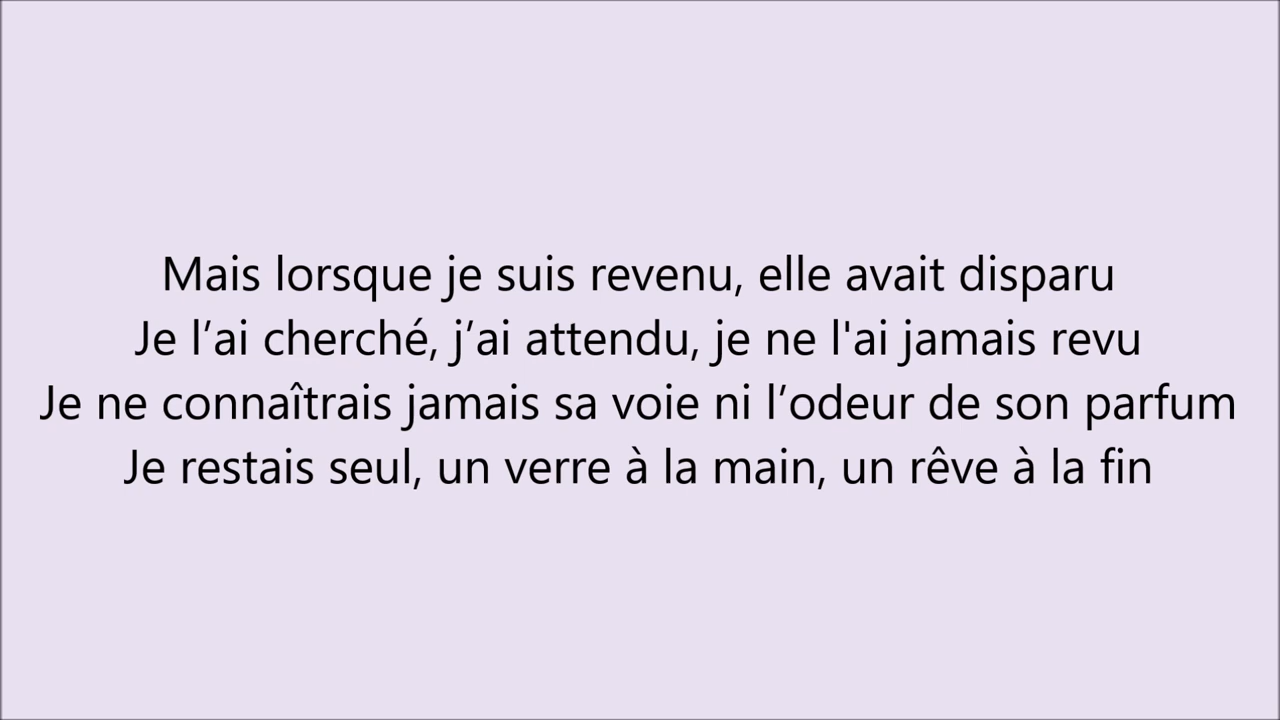 Mais lorsque je suis revenu, elle avait disparu
Je l’ai cherché, j’ai attendu, je ne l'ai jamais revu
Je ne connaîtrais jamais sa voie ni l’odeur de son parfum
Je restais seul, un verre à la main, un rêve à la fin